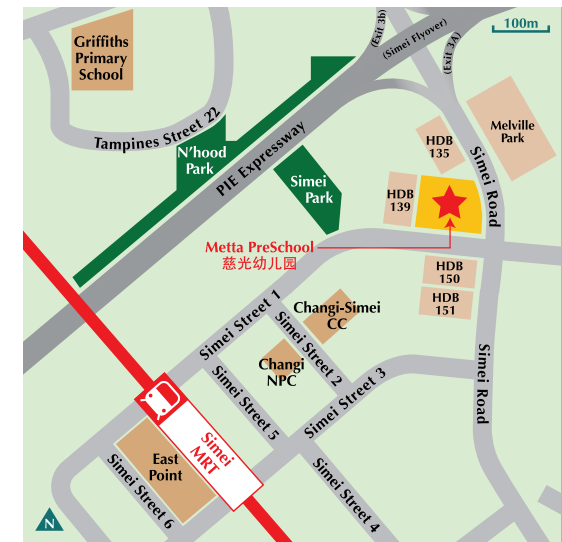 (Exit 3b)
(Simei Flyover)
(Exit 3A)
100m
Griffiths
Primary
School
Tampines Street 22
N'hood
Park
PIE Expressway
Simei
Park
HDB
135
Melville
Park
Simei Road
HDB
139
Metta PreSchool
慈光幼儿园
HDB
150
HDB
151
Simei Street 1
Changi-Simei
CC
Simei Street 2
Changi
NPC
Simei Street 3
Simei Road
Simei Street 5
Simei
MRT
East
Point
Simei Street 6
Simei Street 4
N